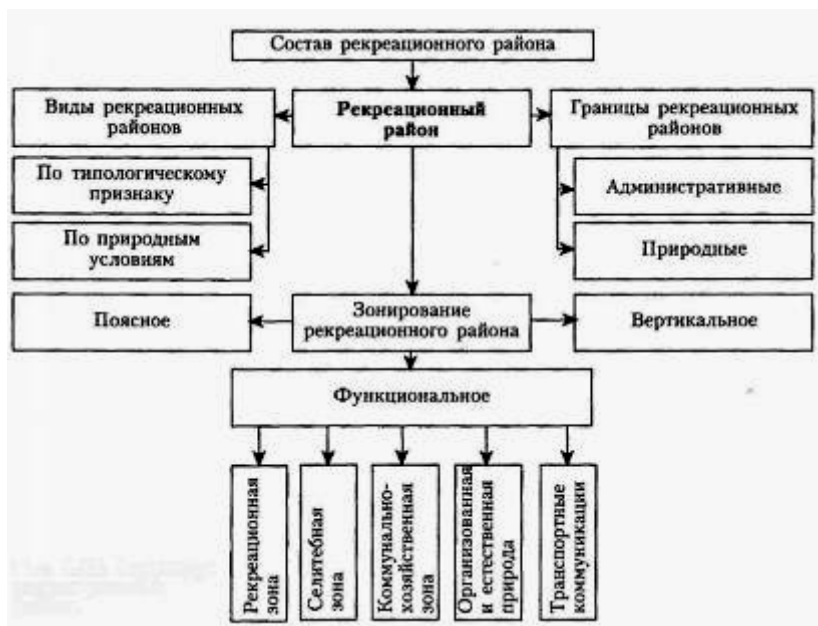 Состав рекреационного района
Виды рекреационных
районов
Рекреационный
район
Границы рекреационных
районов
По типологическому
признаку
Административные
По природным
условиям
Природные
Поясное
Зонирование
рекреационного района
Вертикальное
Функциональное
Рекреационная
зона
Селитебная
зона
Коммунально-
хозяйственная
зона
Организованная
и естественная
природа
Транспортные
коммуникации